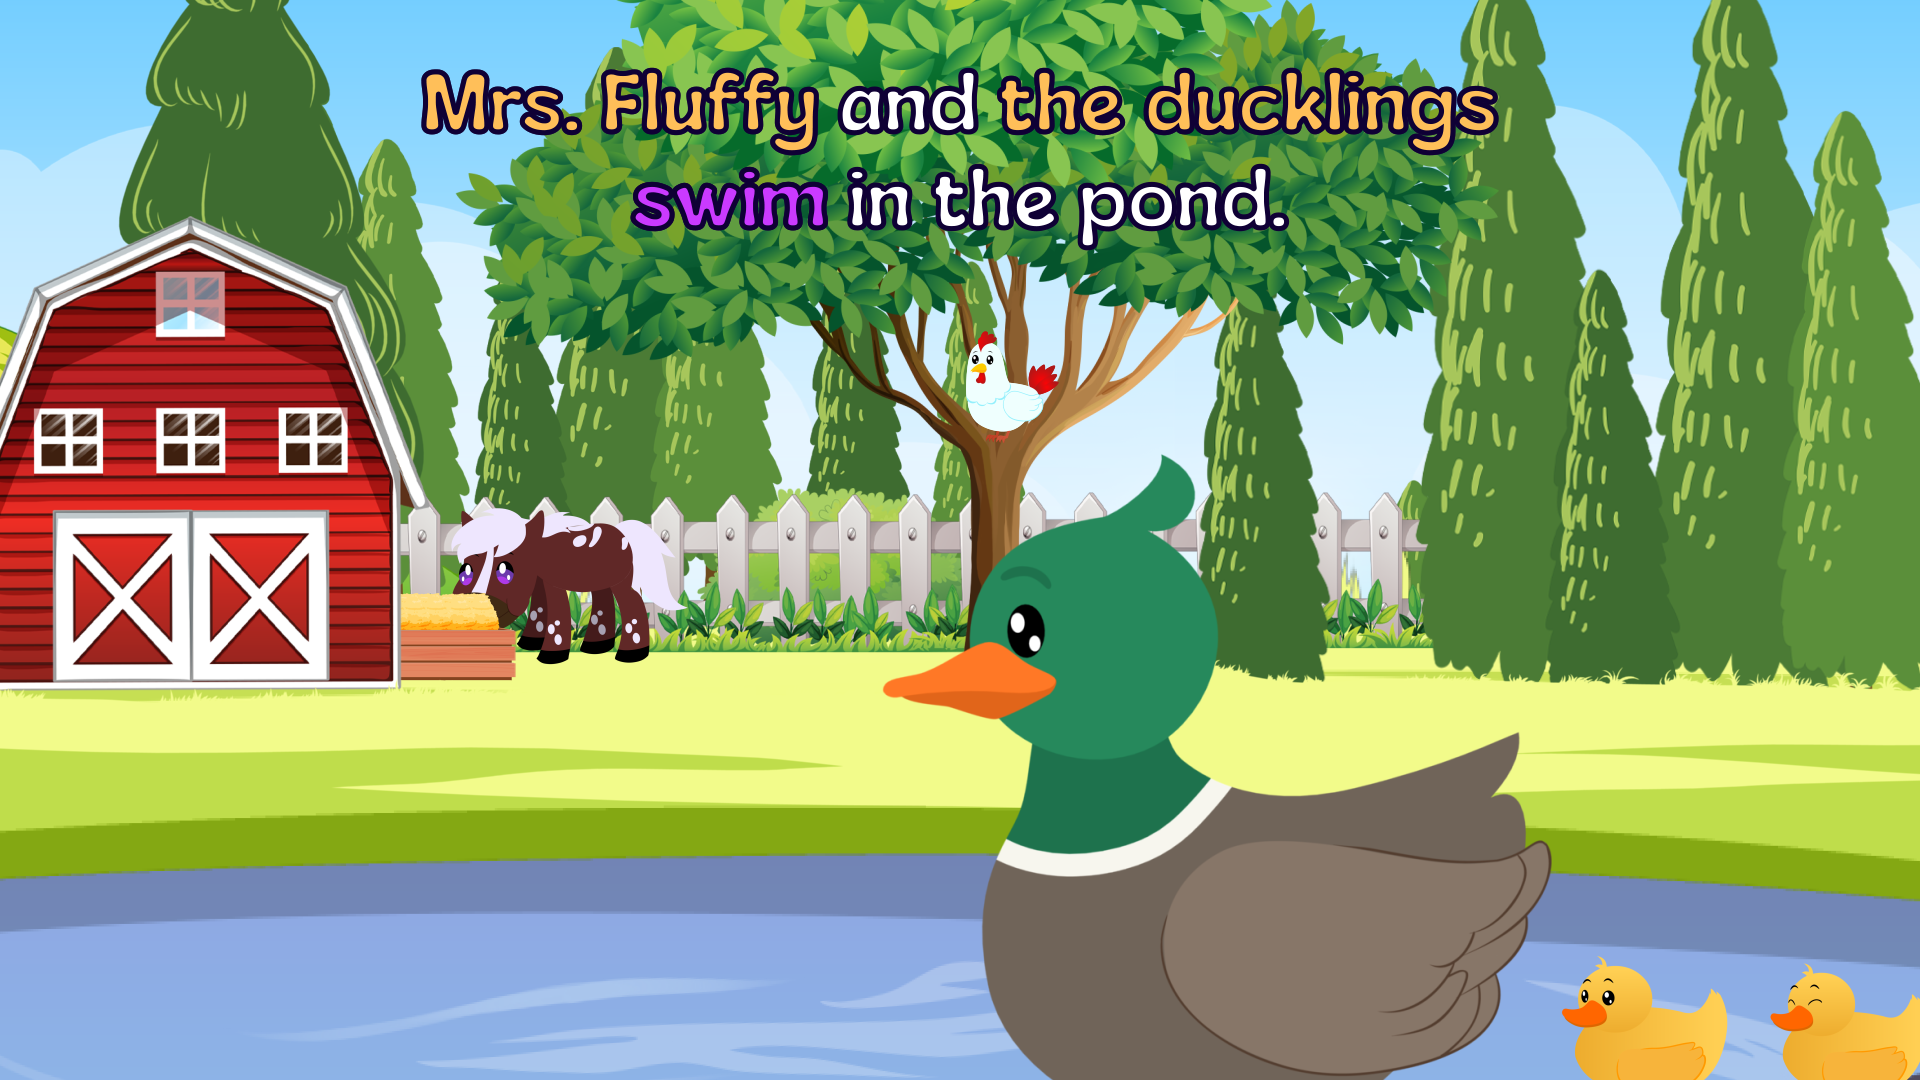 Mrs. Fluffy and the ducklings
swim in the pond.